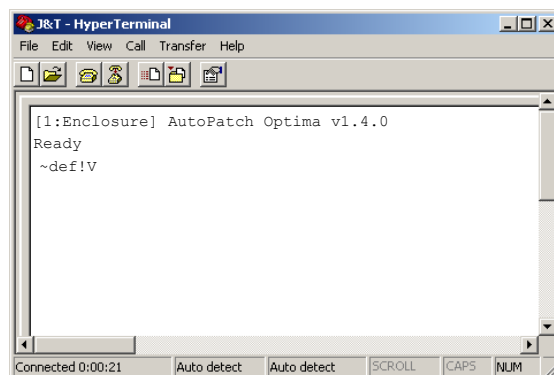 J&T - HyperTerminal
File Edit View Call Transfer Help
[1:Enclosure] AutoPatch Optima v1.4.0
Ready
~def!V
Connected 0:00:21 Auto detect Auto detect SCROLL CAPS NUM